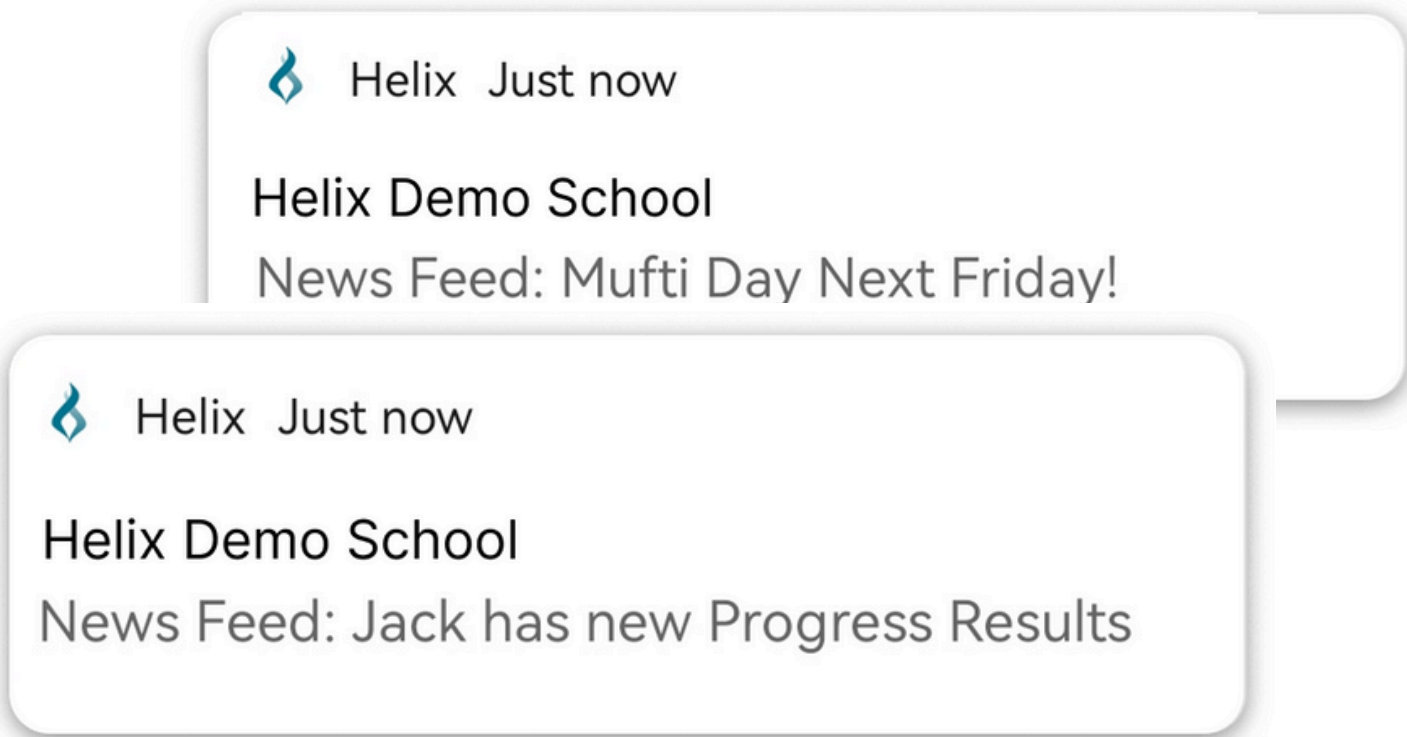 Helix Just now
Helix Demo School
News Feed: Mufti Day Next Friday!
Helix Just now
Helix Demo School
News Feed: Jack has new Progress Results